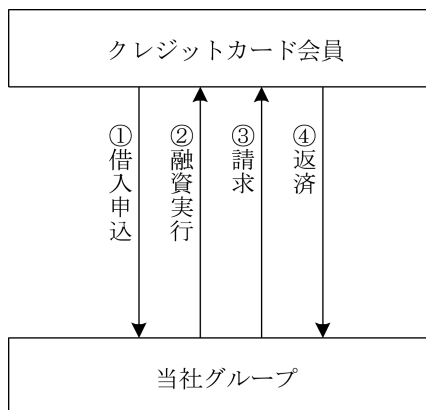 クレジットカード会員
①借入申込
②融資実行
③請求
④返済
当社グループ